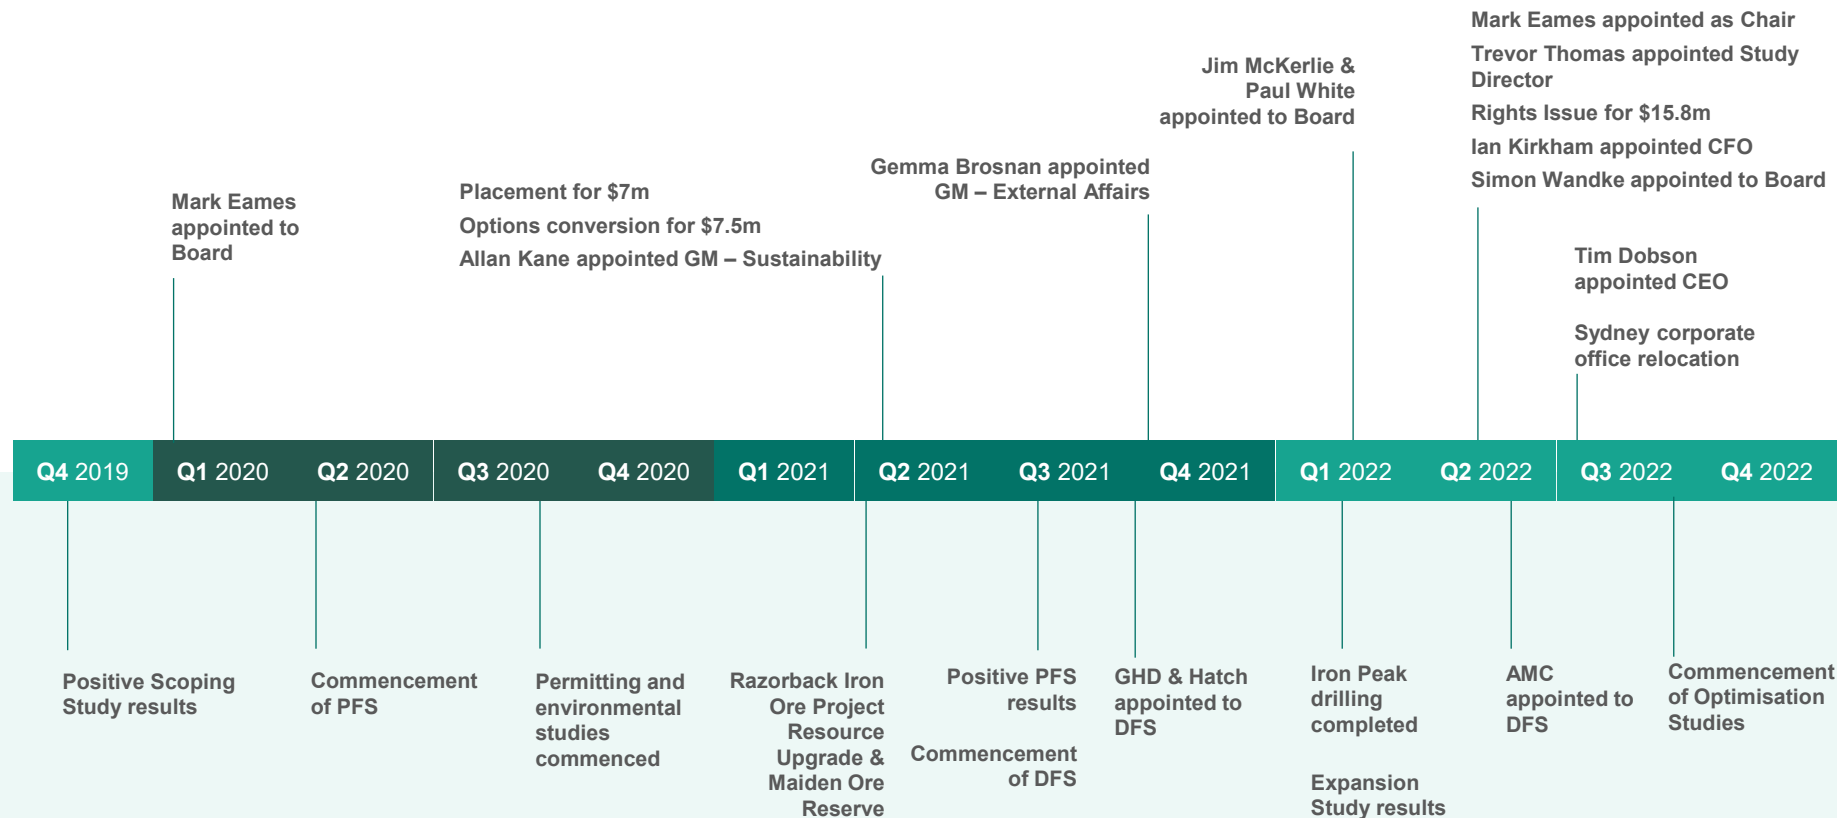 Mark Eames appointed as Chair
Trevor Thomas appointed Study
Director
Rights Issue for $15.8m
Ian Kirkham appointed CFO
Simon Wandke appointed to Board
Jim McKerlie &
Paul White
appointed to Board
Gemma Brosnan appointed
GM – External Affairs
Placement for $7m
Options conversion for $7.5m
Allan Kane appointed GM – Sustainability
Mark Eames
appointed to
Board
Tim Dobson
appointed CEO
Sydney corporate
office relocation
Q4 2019 Q1 2020 Q2 2020 Q3 2020 Q4 2020 Q1 2021 Q2 2021 Q3 2021 Q4 2021 Q1 2022 Q2 2022 Q3 2022 Q4 2022
Positive Scoping
Study results
Commencement
of PFS
Permitting and
environmental
studies
commenced
Razorback Iron
Ore Project
Resource
Upgrade &
Maiden Ore
Reserve
Positive PFS
results
Commencement
of DFS
GHD & Hatch
appointed to
DFS
Iron Peak
drilling
completed
Expansion
Study results
AMC
appointed to
DFS
Commencement
of Optimisation
Studies